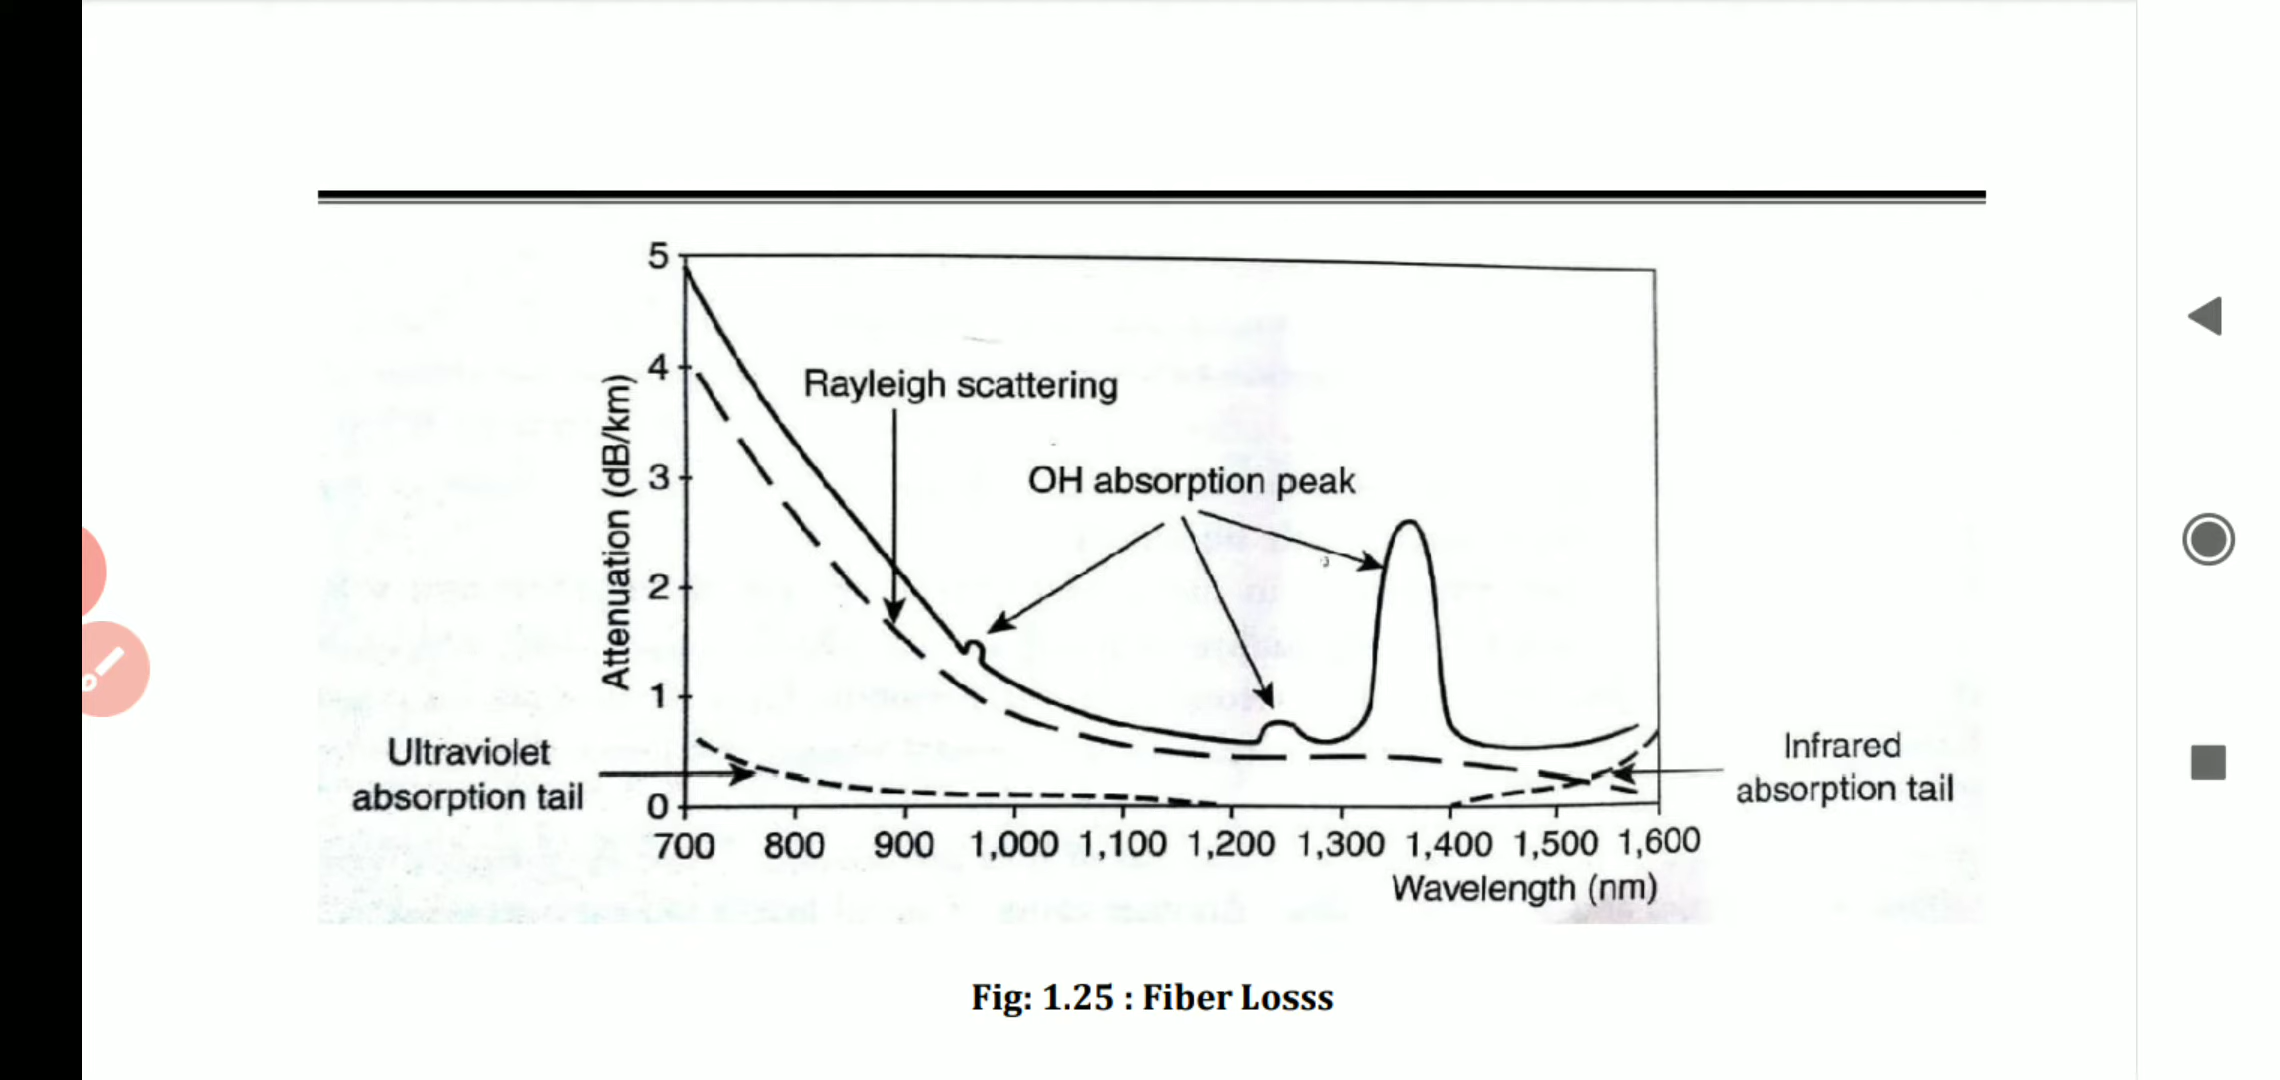 5
4
3
2
1
0
Attenuation (dB/km)
Rayleigh scattering
OH absorption peak
Ultraviolet
absorption tail
Infrared
absorption tail
700 800 900 1,000 1,100 1,200 1,300 1,400 1,500 1,600
Wavelength (nm)
Fig: 1.25 : Fiber Losss